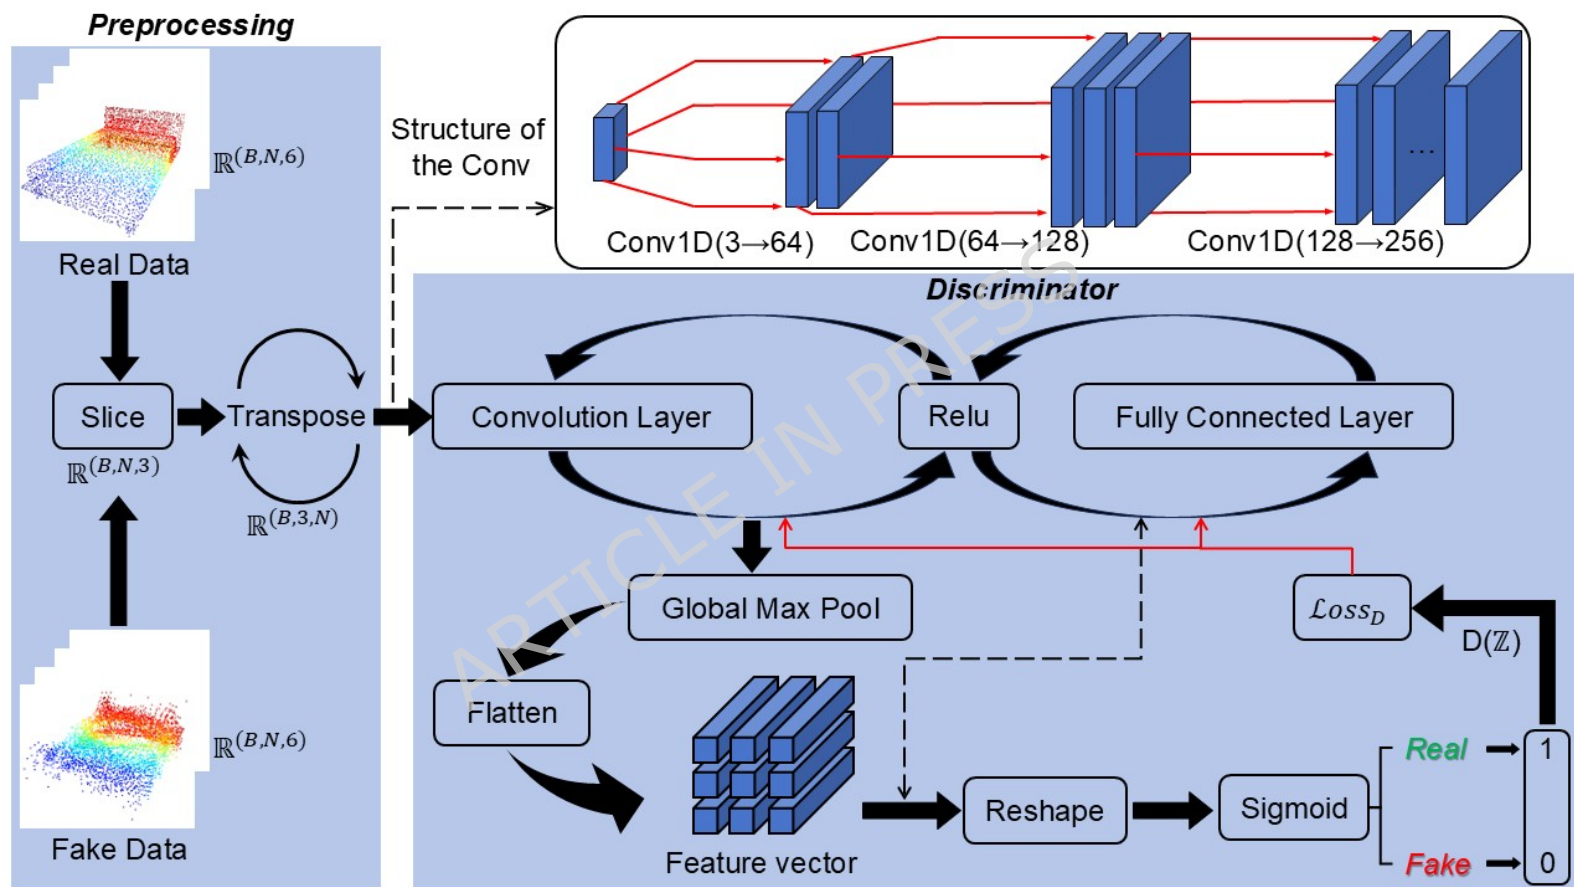 Preprocessing
ℝ^(B,N,6)
Real Data
Slice
ℝ^(B,N,3)
Transpose
ℝ^(B,3,N)
ℝ^(B,N,6)
Fake Data
Structure of
the Conv
Conv1D(3→64)
Conv1D(64→128)
...
Conv1D(128→256)
Discriminator
Convolution Layer
Relu
Fully Connected Layer
Global Max Pool
Flatten
Feature vector
Reshape
Sigmoid
Real
1
Fake
0
D(ℤ)
ℒoss_D
ARTICLE IN PRESS